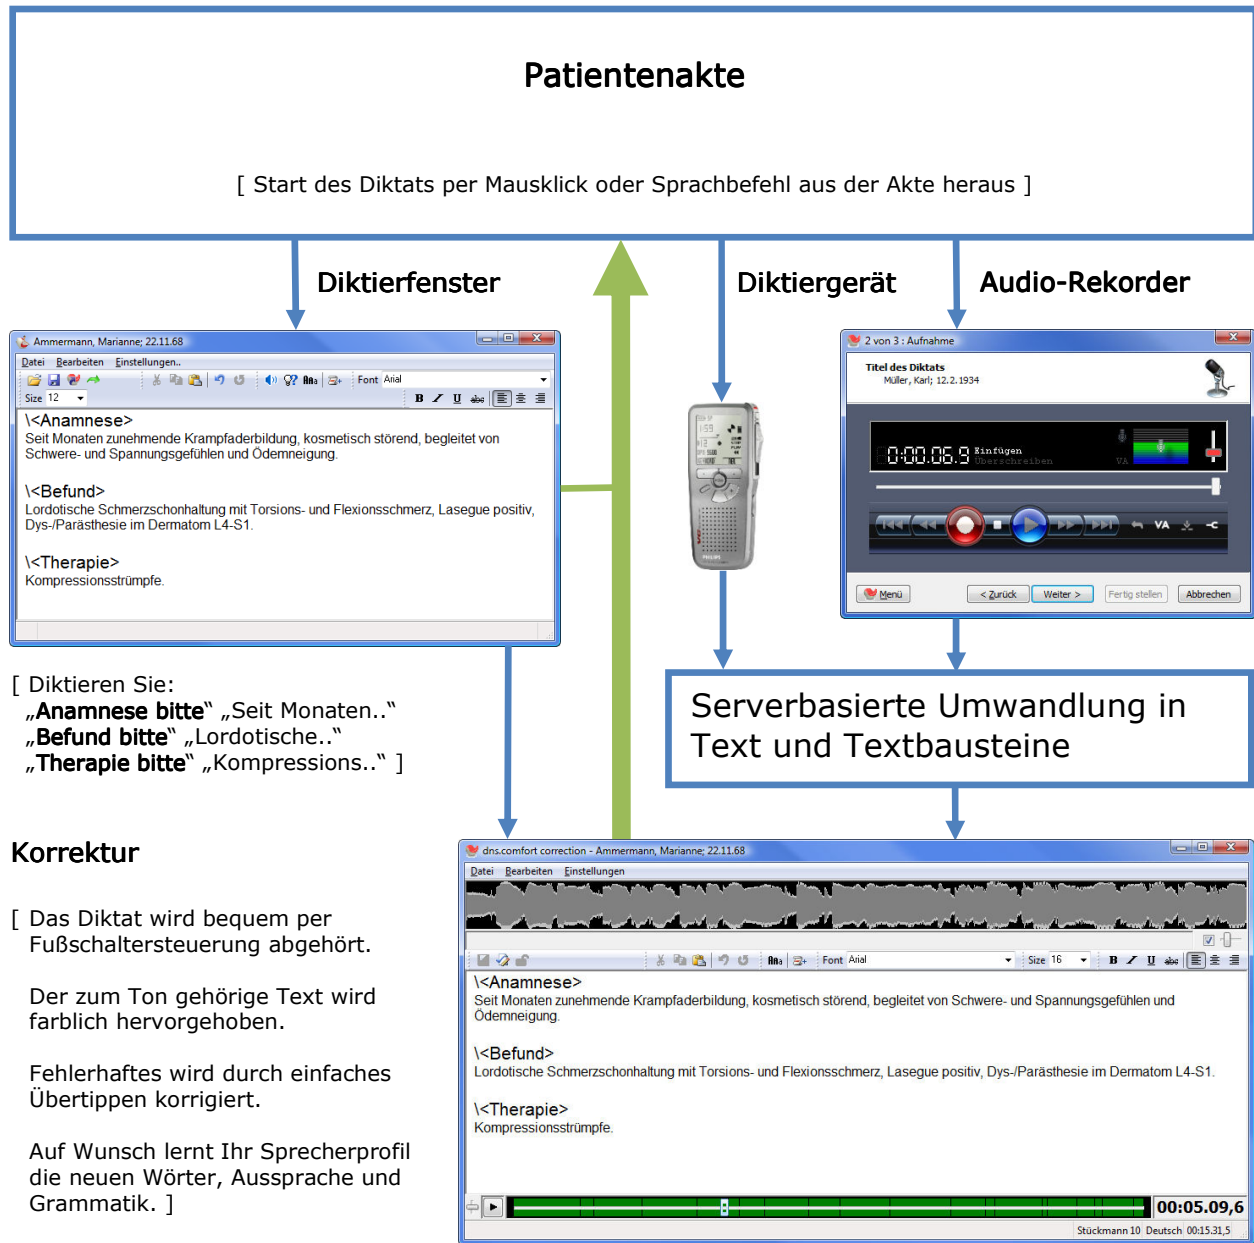 Patientenakte
[ Start des Diktats per Mausklick oder Sprachbefehl aus der Akte heraus ]
Diktierfenster
Diktiergerät
Audio-Rekorder
Ammermann, Marianne; 22.11.68
Datei Bearbeiten Einstellungen..
Font Arial
Size 12
B I U abc
\<Anamnese>
Seit Monaten zunehmende Krampfaderbildung, kosmetisch störend, begleitet von
Schwere- und Spannungsgefühlen und Ödemneigung.
\<Befund>
Lordotische Schmerzschonhaltung mit Torsions- und Flexionsschmerz, Lasegue positiv,
Dys-/Parästhesie im Dermatom L4-S1.
\<Therapie>
Kompressionsstrümpfe.
PHILIPS
2 von 3 : Aufnahme
Titel des Diktats
Müller, Karl; 12.2.1934
0:00.06.9 Einfügen
Überschreiben VA
VA
Menü < Zurück Weiter > Fertig stellen Abbrechen
[ Diktieren Sie:
„Anamnese bitte“ „Seit Monaten..“
„Befund bitte“ „Lordotische..“
„Therapie bitte“ „Kompressions..“ ]
Serverbasierte Umwandlung in
Text und Textbausteine
Korrektur
[ Das Diktat wird bequem per
Fußschaltersteuerung abgehört.
Der zum Ton gehörige Text wird
farblich hervorgehoben.
Fehlerhaftes wird durch einfaches
Übertippen korrigiert.
Auf Wunsch lernt Ihr Sprecherprofil
die neuen Wörter, Aussprache und
Grammatik. ]
dns.comfort correction - Ammermann, Marianne; 22.11.68
Datei Bearbeiten Einstellungen
Font Arial Size 16 B I U abc
\<Anamnese>
Seit Monaten zunehmende Krampfaderbildung, kosmetisch störend, begleitet von Schwere- und Spannungsgefühlen und
Ödemneigung.
\<Befund>
Lordotische Schmerzschonhaltung mit Torsions- und Flexionsschmerz, Lasegue positiv, Dys-/Parästhesie im Dermatom L4-S1.
\<Therapie>
Kompressionsstrümpfe.
00:05.09,6
Stückmann 10 Deutsch 00:15.31,5